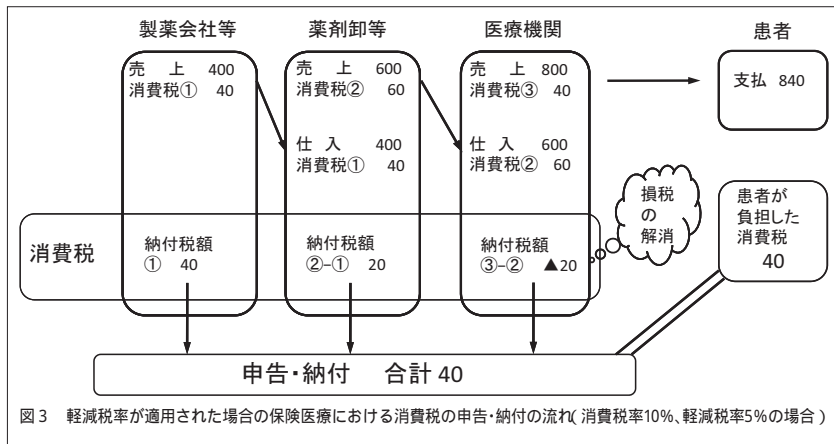 製薬会社等
薬剤卸等
医療機関
患者
売　上　400
消費税①　40
売　上　600
消費税②　60
仕　入　400
消費税①　40
売　上　800
消費税③　40
仕　入　600
消費税②　60
支払　840
損税
の
解消
患者が
負担した
消費税
40
消費税
納付税額
①　40
納付税額
②−①　20
納付税額
③−②　▲20
申告・納付　合計 40
図3　軽減税率が適用された場合の保険医療における消費税の申告・納付の流れ（消費税率10%、軽減税率5%の場合）